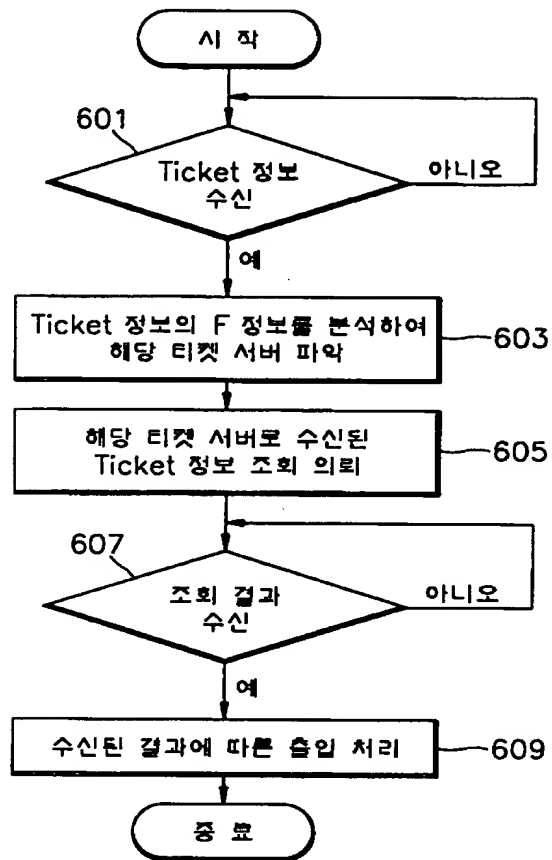 시 작
601
Ticket 정보
수신
아니오
예
Ticket 정보의 F 정보를 분석하여
해당 티켓 서버 파악
603
해당 티켓 서버로 수신된
Ticket 정보 조회 의뢰
605
607
조회 결과
수신
아니오
예
수신된 결과에 따른 출입 처리
609
종 료